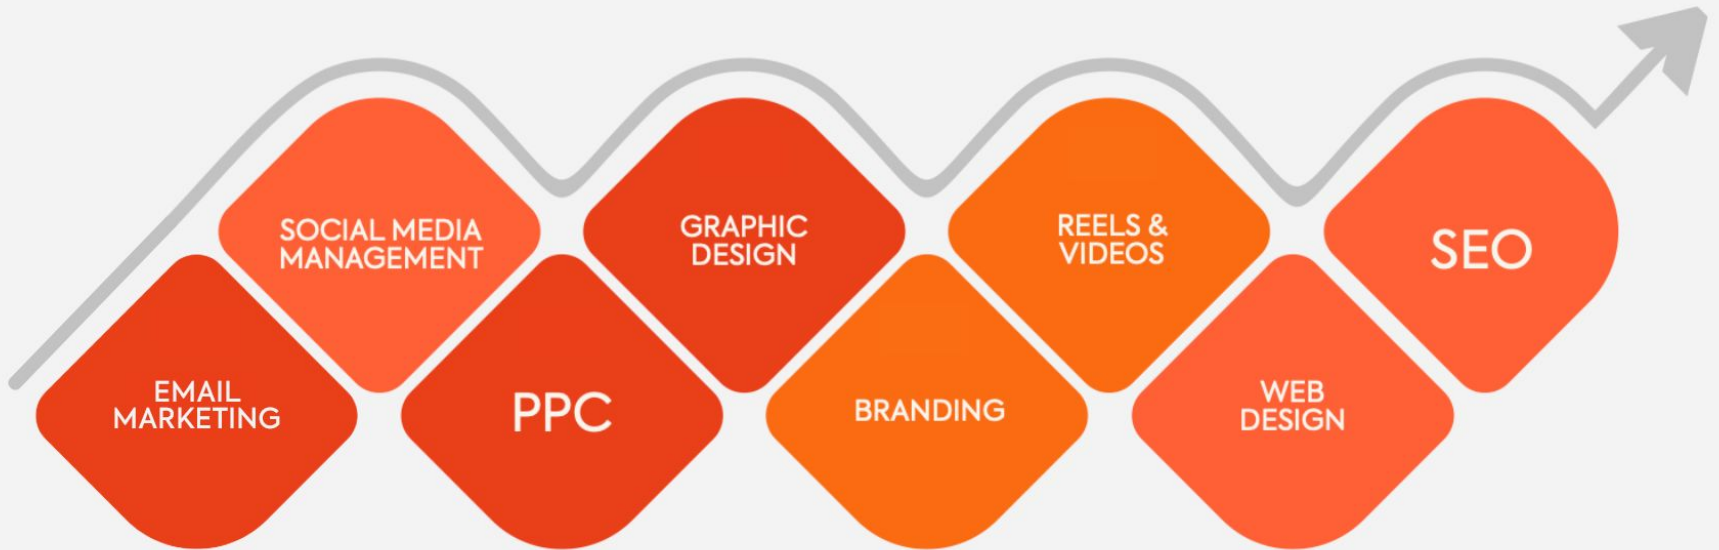 EMAIL
MARKETING
SOCIAL MEDIA
MANAGEMENT
PPC
GRAPHIC
DESIGN
BRANDING
REELS &
VIDEOS
WEB
DESIGN
SEO